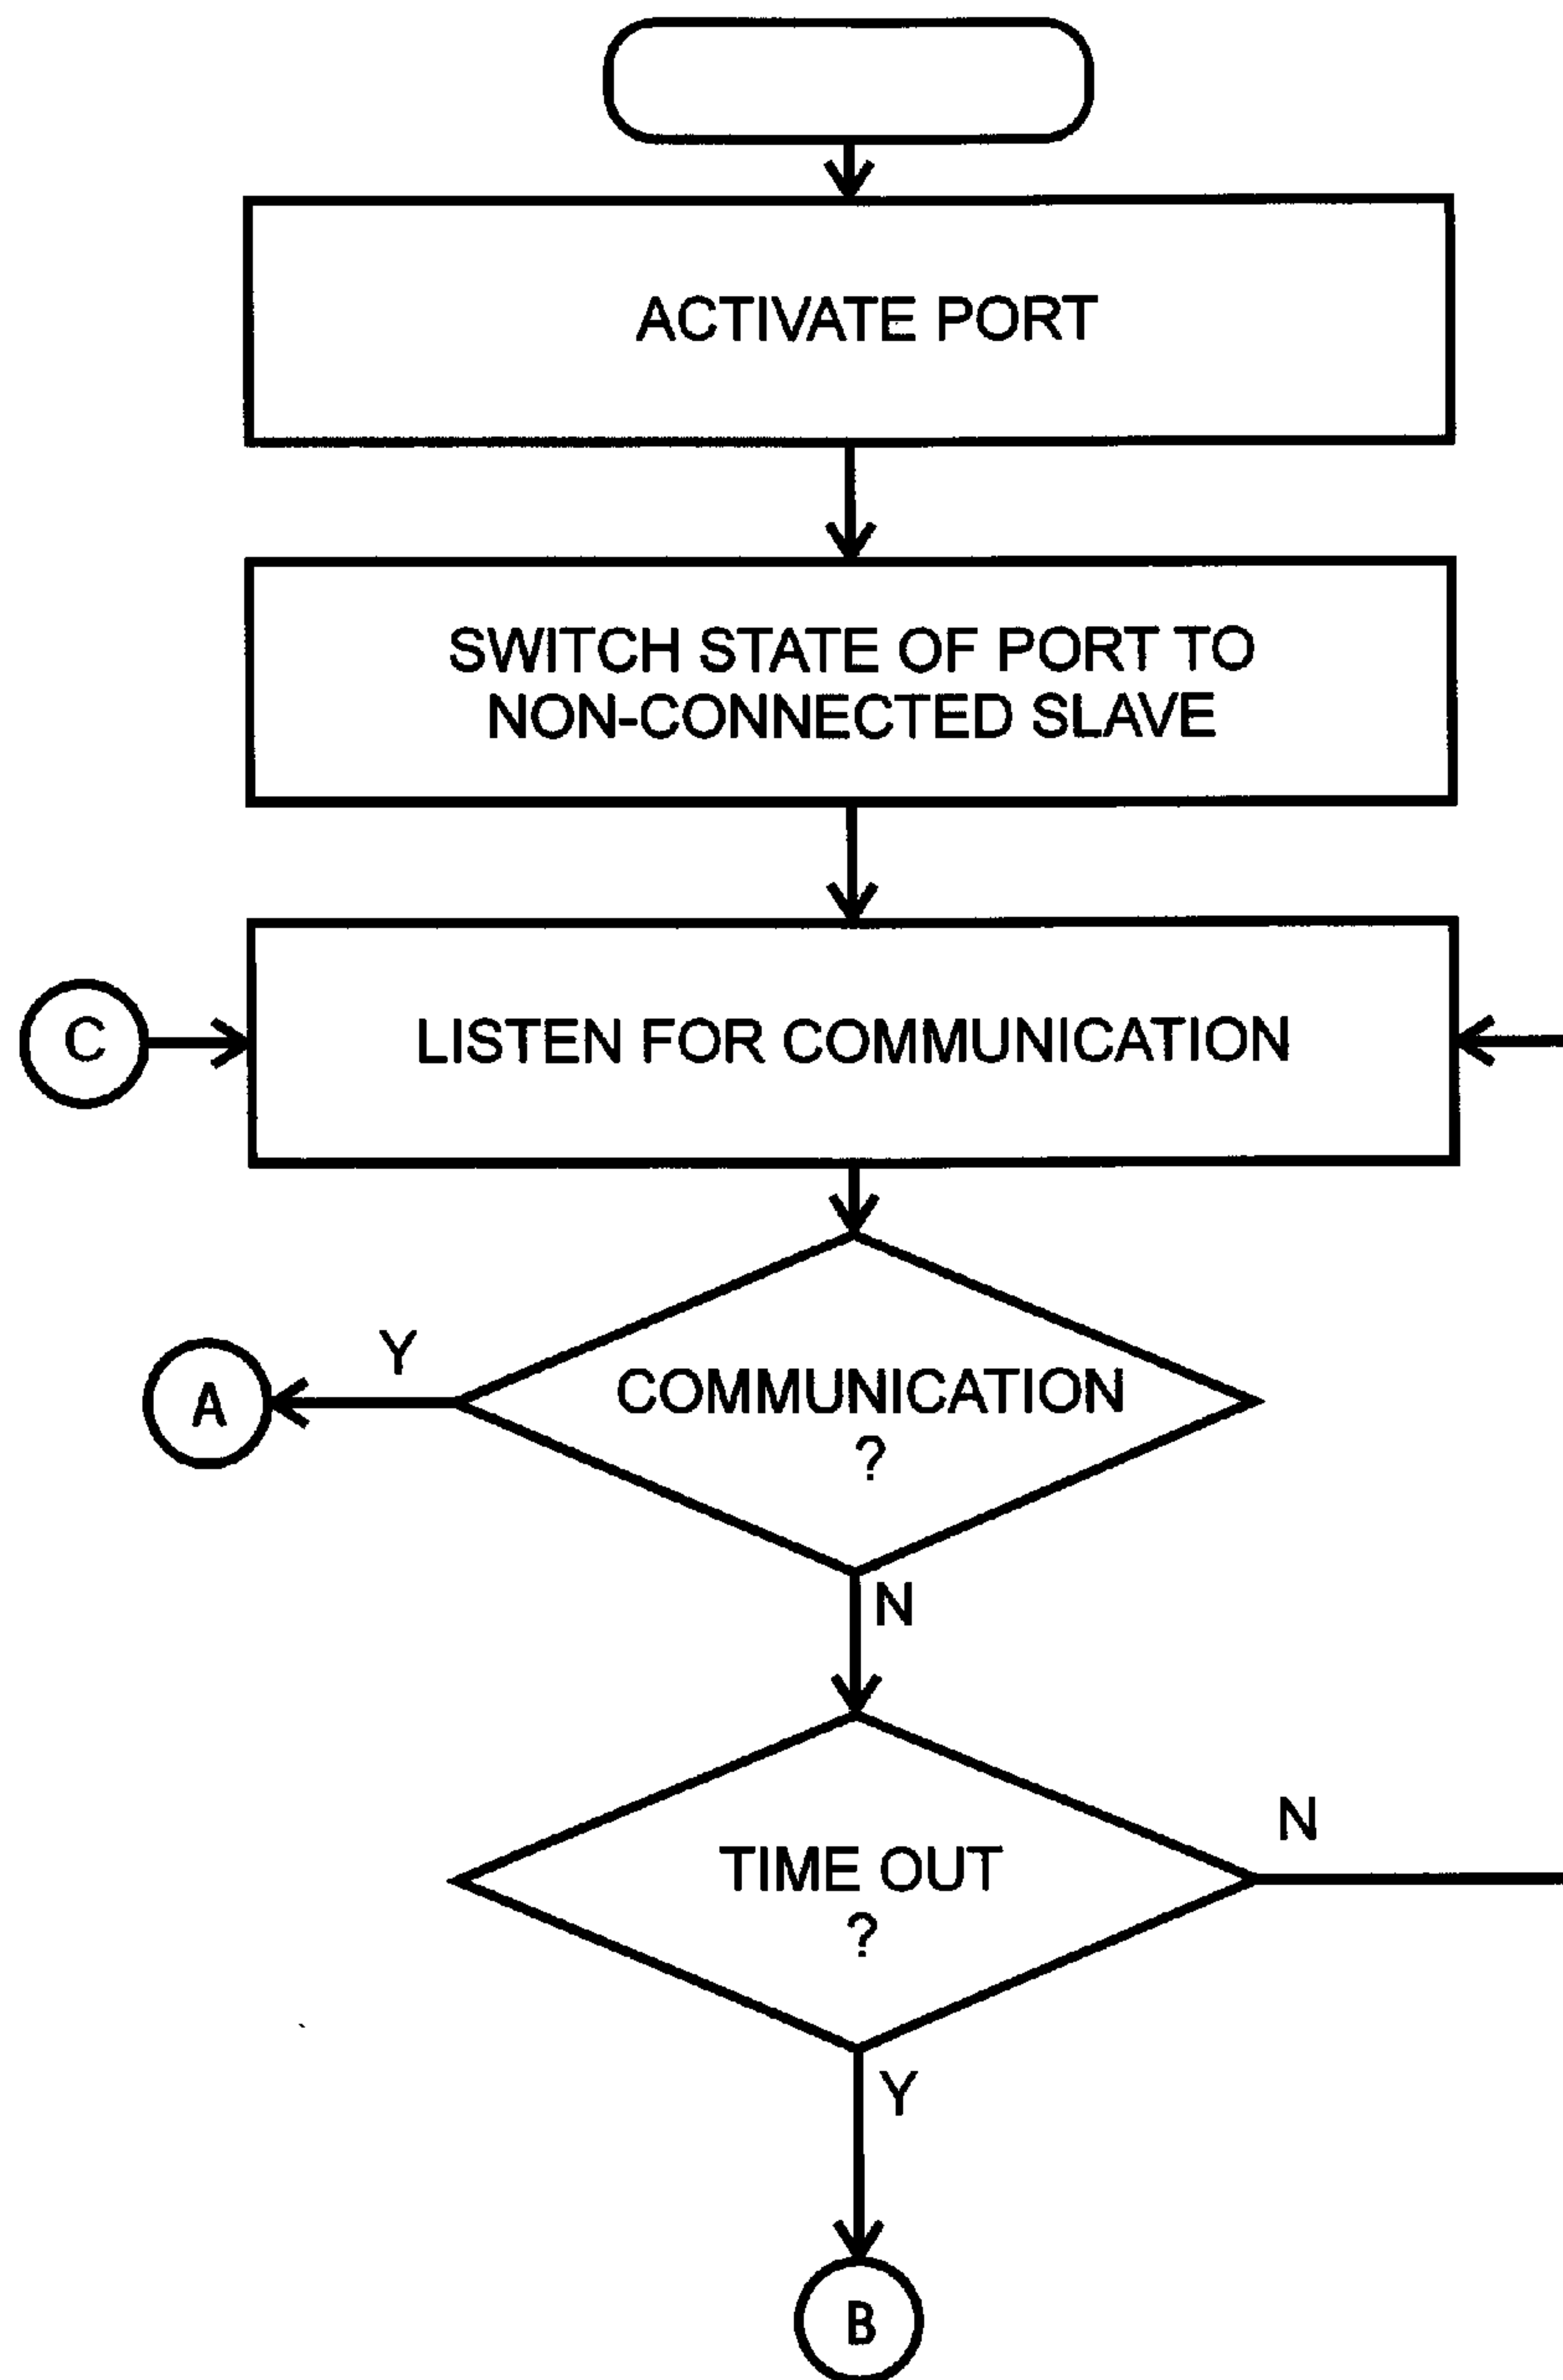 ACTIVATE PORT
SWITCH STATE OF PORT TO
NON-CONNECTED SLAVE
C
LISTEN FOR COMMUNICATION
Y
A
COMMUNICATION
?
N
N
TIME OUT
?
Y
B